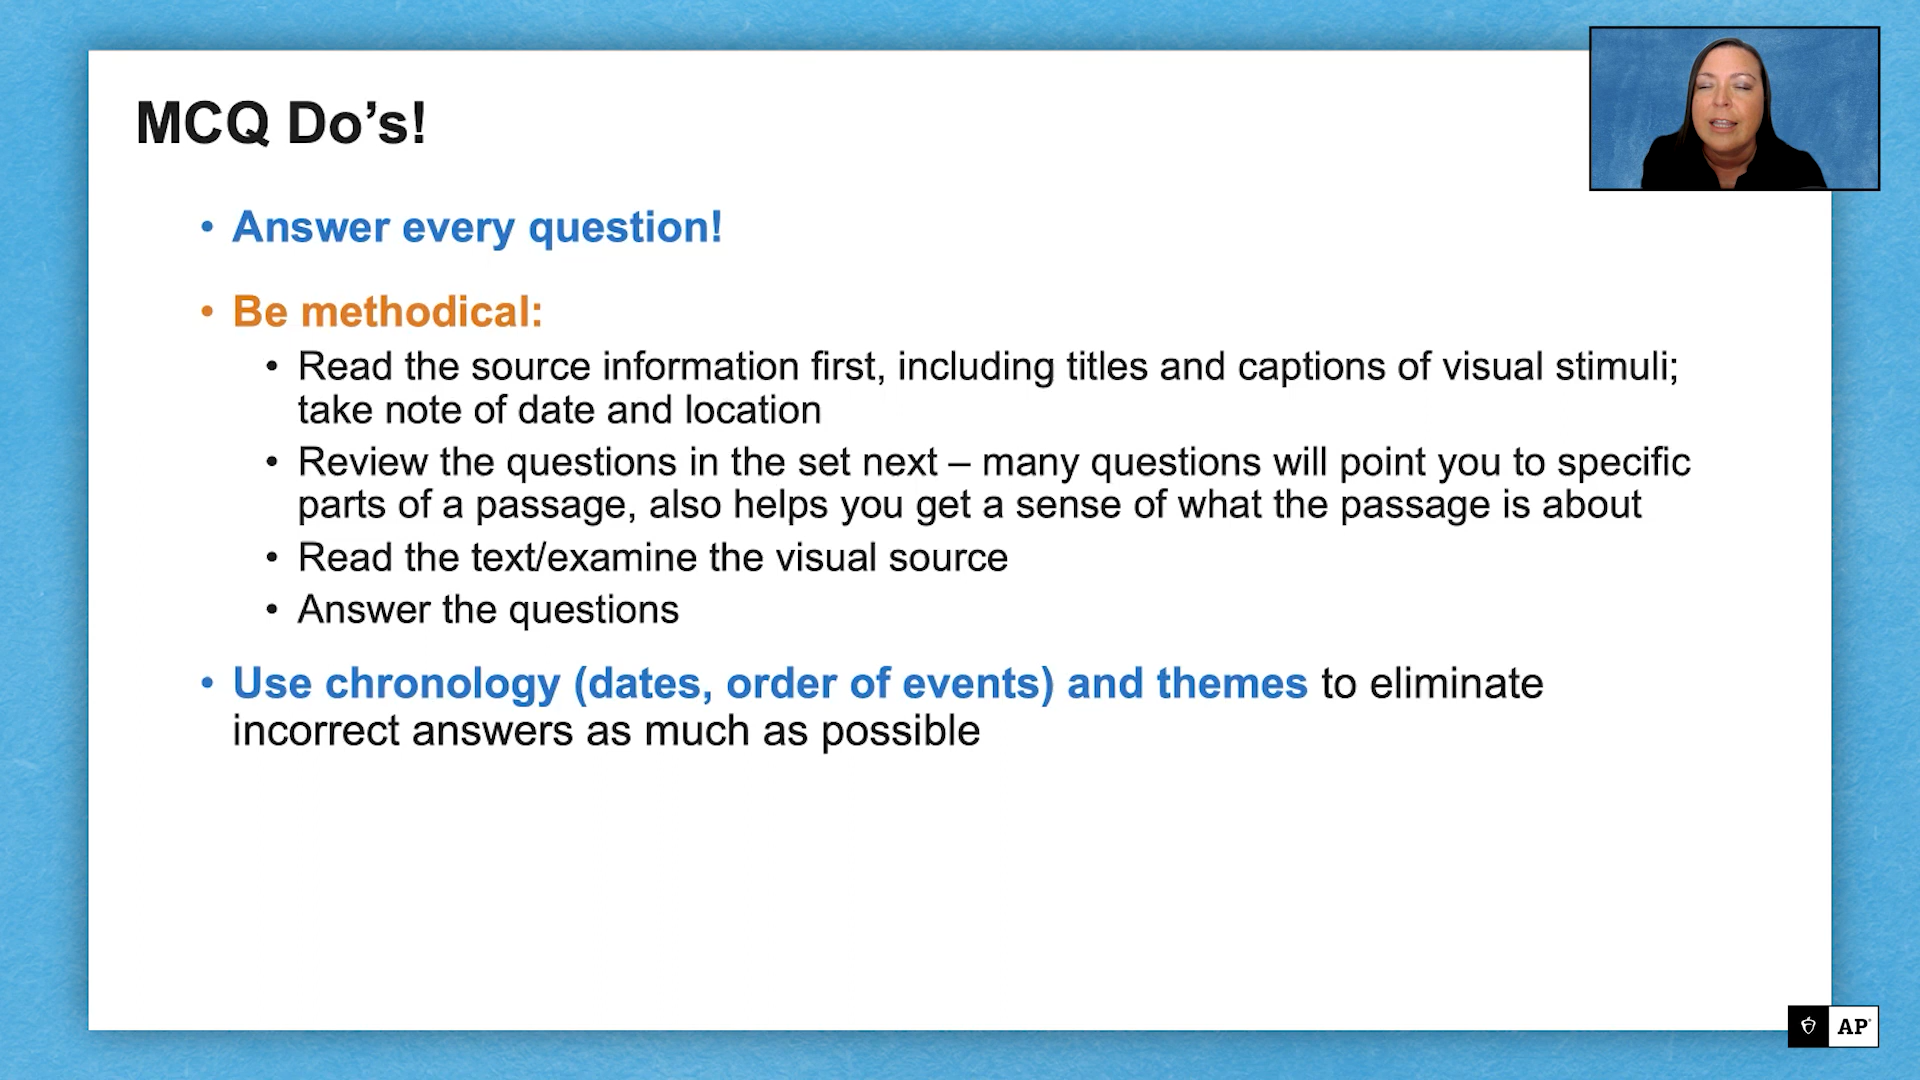 MCQ Do’s!
• Answer every question!
• Be methodical:
• Read the source information first, including titles and captions of visual stimuli;
take note of date and location
• Review the questions in the set next – many questions will point you to specific
parts of a passage, also helps you get a sense of what the passage is about
• Read the text/examine the visual source
• Answer the questions
• Use chronology (dates, order of events) and themes to eliminate
incorrect answers as much as possible
AP